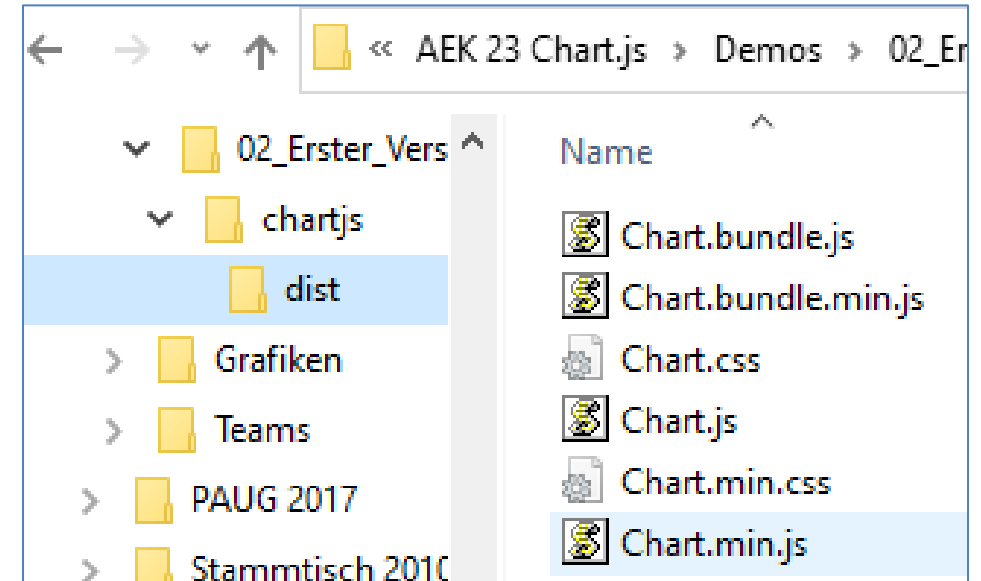 « AEK 23 Chart.js › Demos › 02_Er
02_Erster_Vers
chartjs
dist
Grafiken
Teams
PAUG 2017
Stammtisch 2010
Name
Chart.bundle.js
Chart.bundle.min.js
Chart.css
Chart.js
Chart.min.css
Chart.min.js